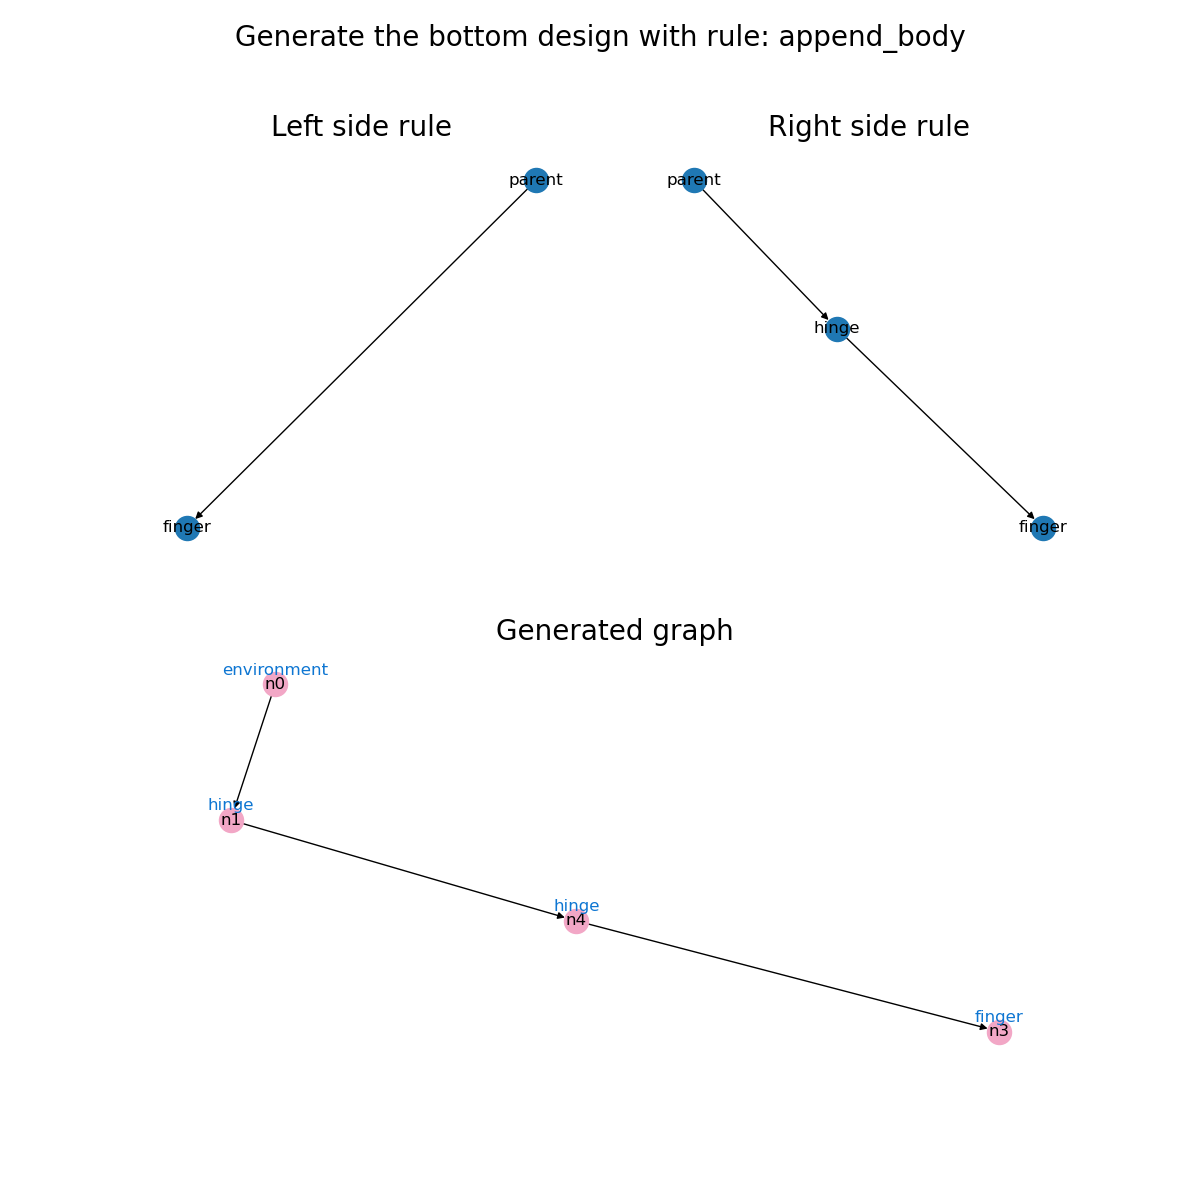 Generate the bottom design with rule: append_body
Left side rule
Right side rule
parent
parent
hinge
finger
finger
Generated graph
environment
n0
hinge
n1
hinge
n4
finger
n3